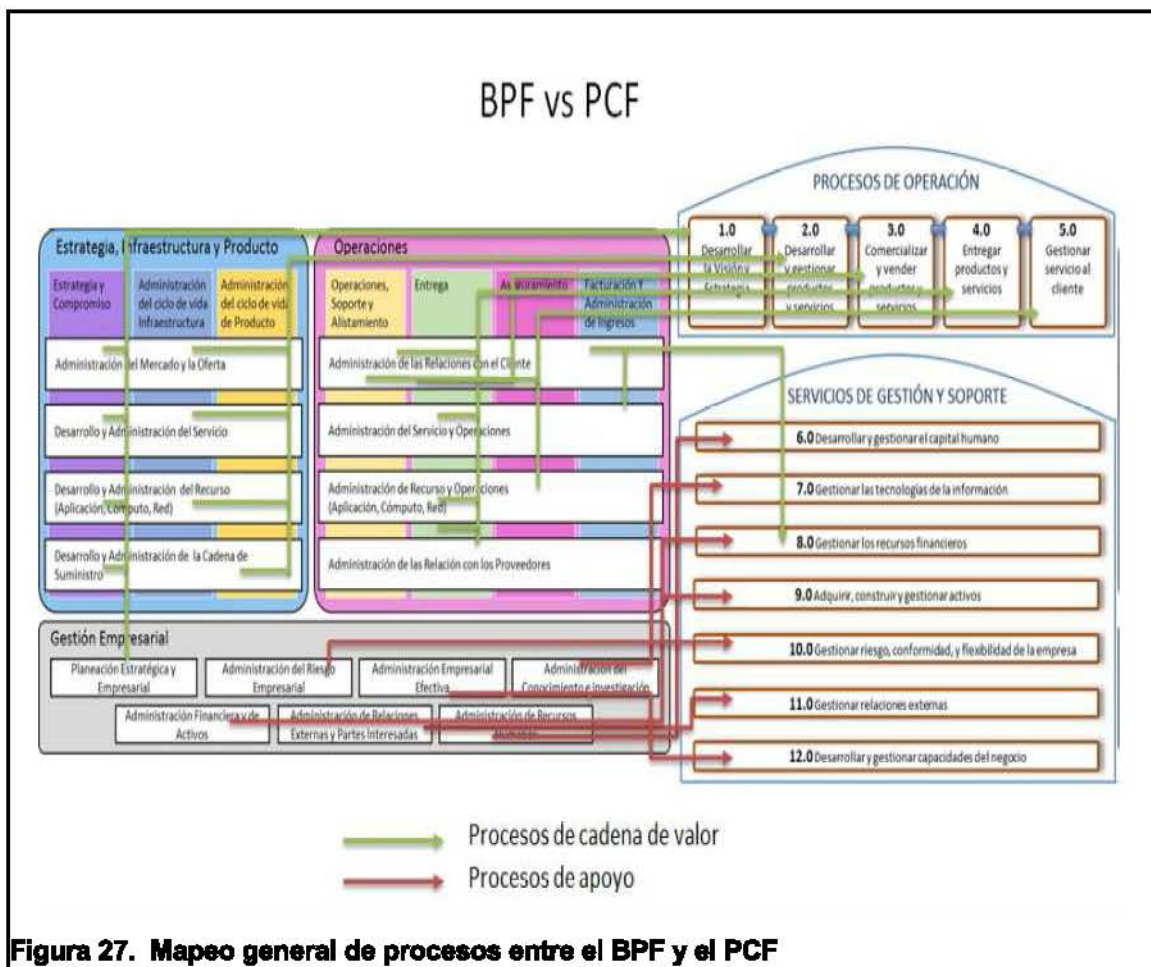 BPF vs PCF
PROCESOS DE OPERACIÓN
1.0
Desarrollar
la Visión y
Estrategia
2.0
Desarrollar
y gestionar
productos
y servicios
3.0
Comercializar
y vender
productos y
servicios
4.0
Entregar
productos y
servicios
5.0
Gestionar
servicio al
cliente
Estrategia, Infraestructura y Producto
Estrategia y
Compromiso
Administración
del ciclo de vida
Infraestructura
Administración
del ciclo de vida
de Producto
Administración del Mercado y la Oferta
Desarrollo y Administración del Servicio
Desarrollo y Administración del Recurso
(Aplicación, Cómputo, Red)
Desarrollo y Administración de la Cadena de
Suministro
Operaciones
Operaciones,
Soporte y
Alistamiento
Entrega
Aseguramiento
Facturación Y
Administración
de Ingresos
Administración de las Relaciones con el Cliente
Administración del Servicio y Operaciones
Administración de Recurso y Operaciones
(Aplicación, Cómputo, Red)
Administración de las Relación con los Proveedores
Gestión Empresarial
Planeación Estratégica y
Empresarial
Administración del Riesgo
Empresarial
Administración Empresarial
Efectiva
Administración del
Conocimiento e investigación
Administración Financiera y de
Activos
Administración de Relaciones
Externas y Partes Interesadas
Administración de Recursos
Humanos
SERVICIOS DE GESTIÓN Y SOPORTE
6.0 Desarrollar y gestionar el capital humano
7.0 Gestionar las tecnologías de la información
8.0 Gestionar los recursos financieros
9.0 Adquirir, construir y gestionar activos
10.0 Gestionar riesgo, conformidad, y flexibilidad de la empresa
11.0 Gestionar relaciones externas
12.0 Desarrollar y gestionar capacidades del negocio
Procesos de cadena de valor
Procesos de apoyo
Figura 27. Mapeo general de procesos entre el BPF y el PCF